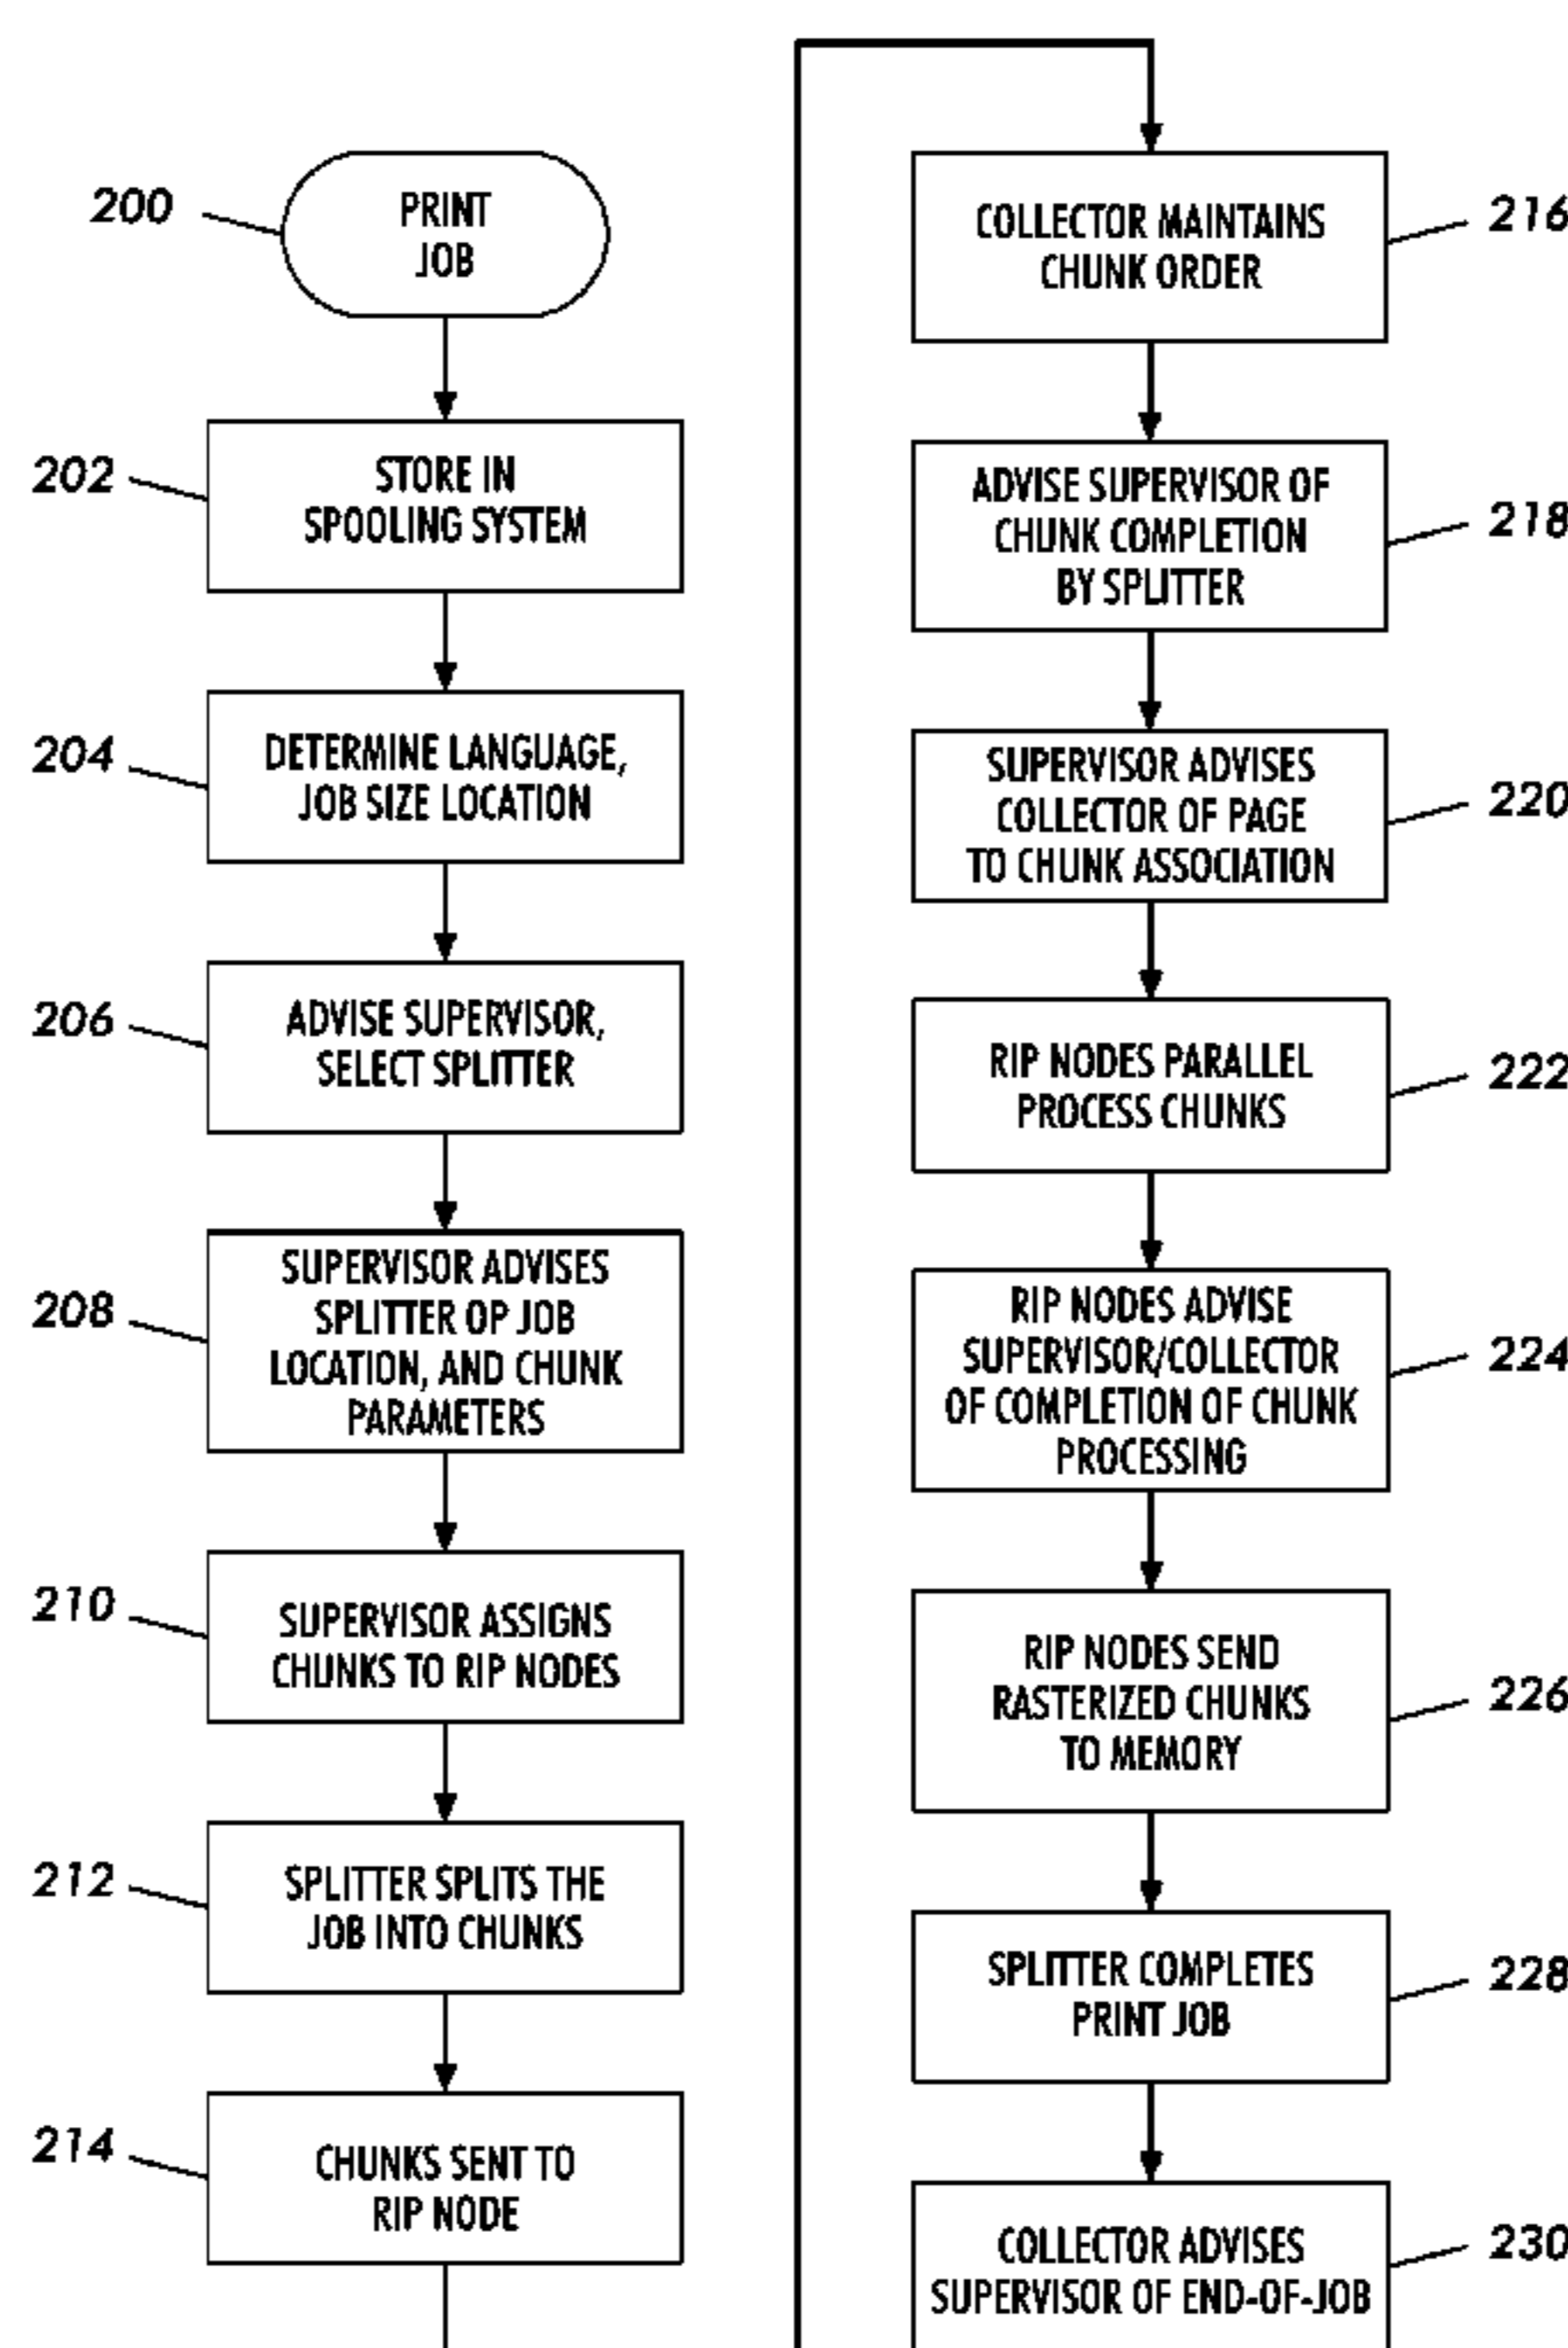 200
PRINT
JOB
202
STORE IN
SPOOLING SYSTEM
204
DETERMINE LANGUAGE,
JOB SIZE LOCATION
206
ADVISE SUPERVISOR,
SELECT SPLITTER
208
SUPERVISOR ADVISES
SPLITTER OP JOB
LOCATION, AND CHUNK
PARAMETERS
210
SUPERVISOR ASSIGNS
CHUNKS TO RIP NODES
212
SPLITTER SPLITS THE
JOB INTO CHUNKS
214
CHUNKS SENT TO
RIP NODE
COLLECTOR MAINTAINS
CHUNK ORDER
216
ADVISE SUPERVISOR OF
CHUNK COMPLETION
BY SPLITTER
218
SUPERVISOR ADVISES
COLLECTOR OF PAGE
TO CHUNK ASSOCIATION
220
RIP NODES PARALLEL
PROCESS CHUNKS
222
RIP NODES ADVISE
SUPERVISOR/COLLECTOR
OF COMPLETION OF CHUNK
PROCESSING
224
RIP NODES SEND
RASTERIZED CHUNKS
TO MEMORY
226
SPLITTER COMPLETES
PRINT JOB
228
COLLECTOR ADVISES
SUPERVISOR OF END-OF-JOB
230